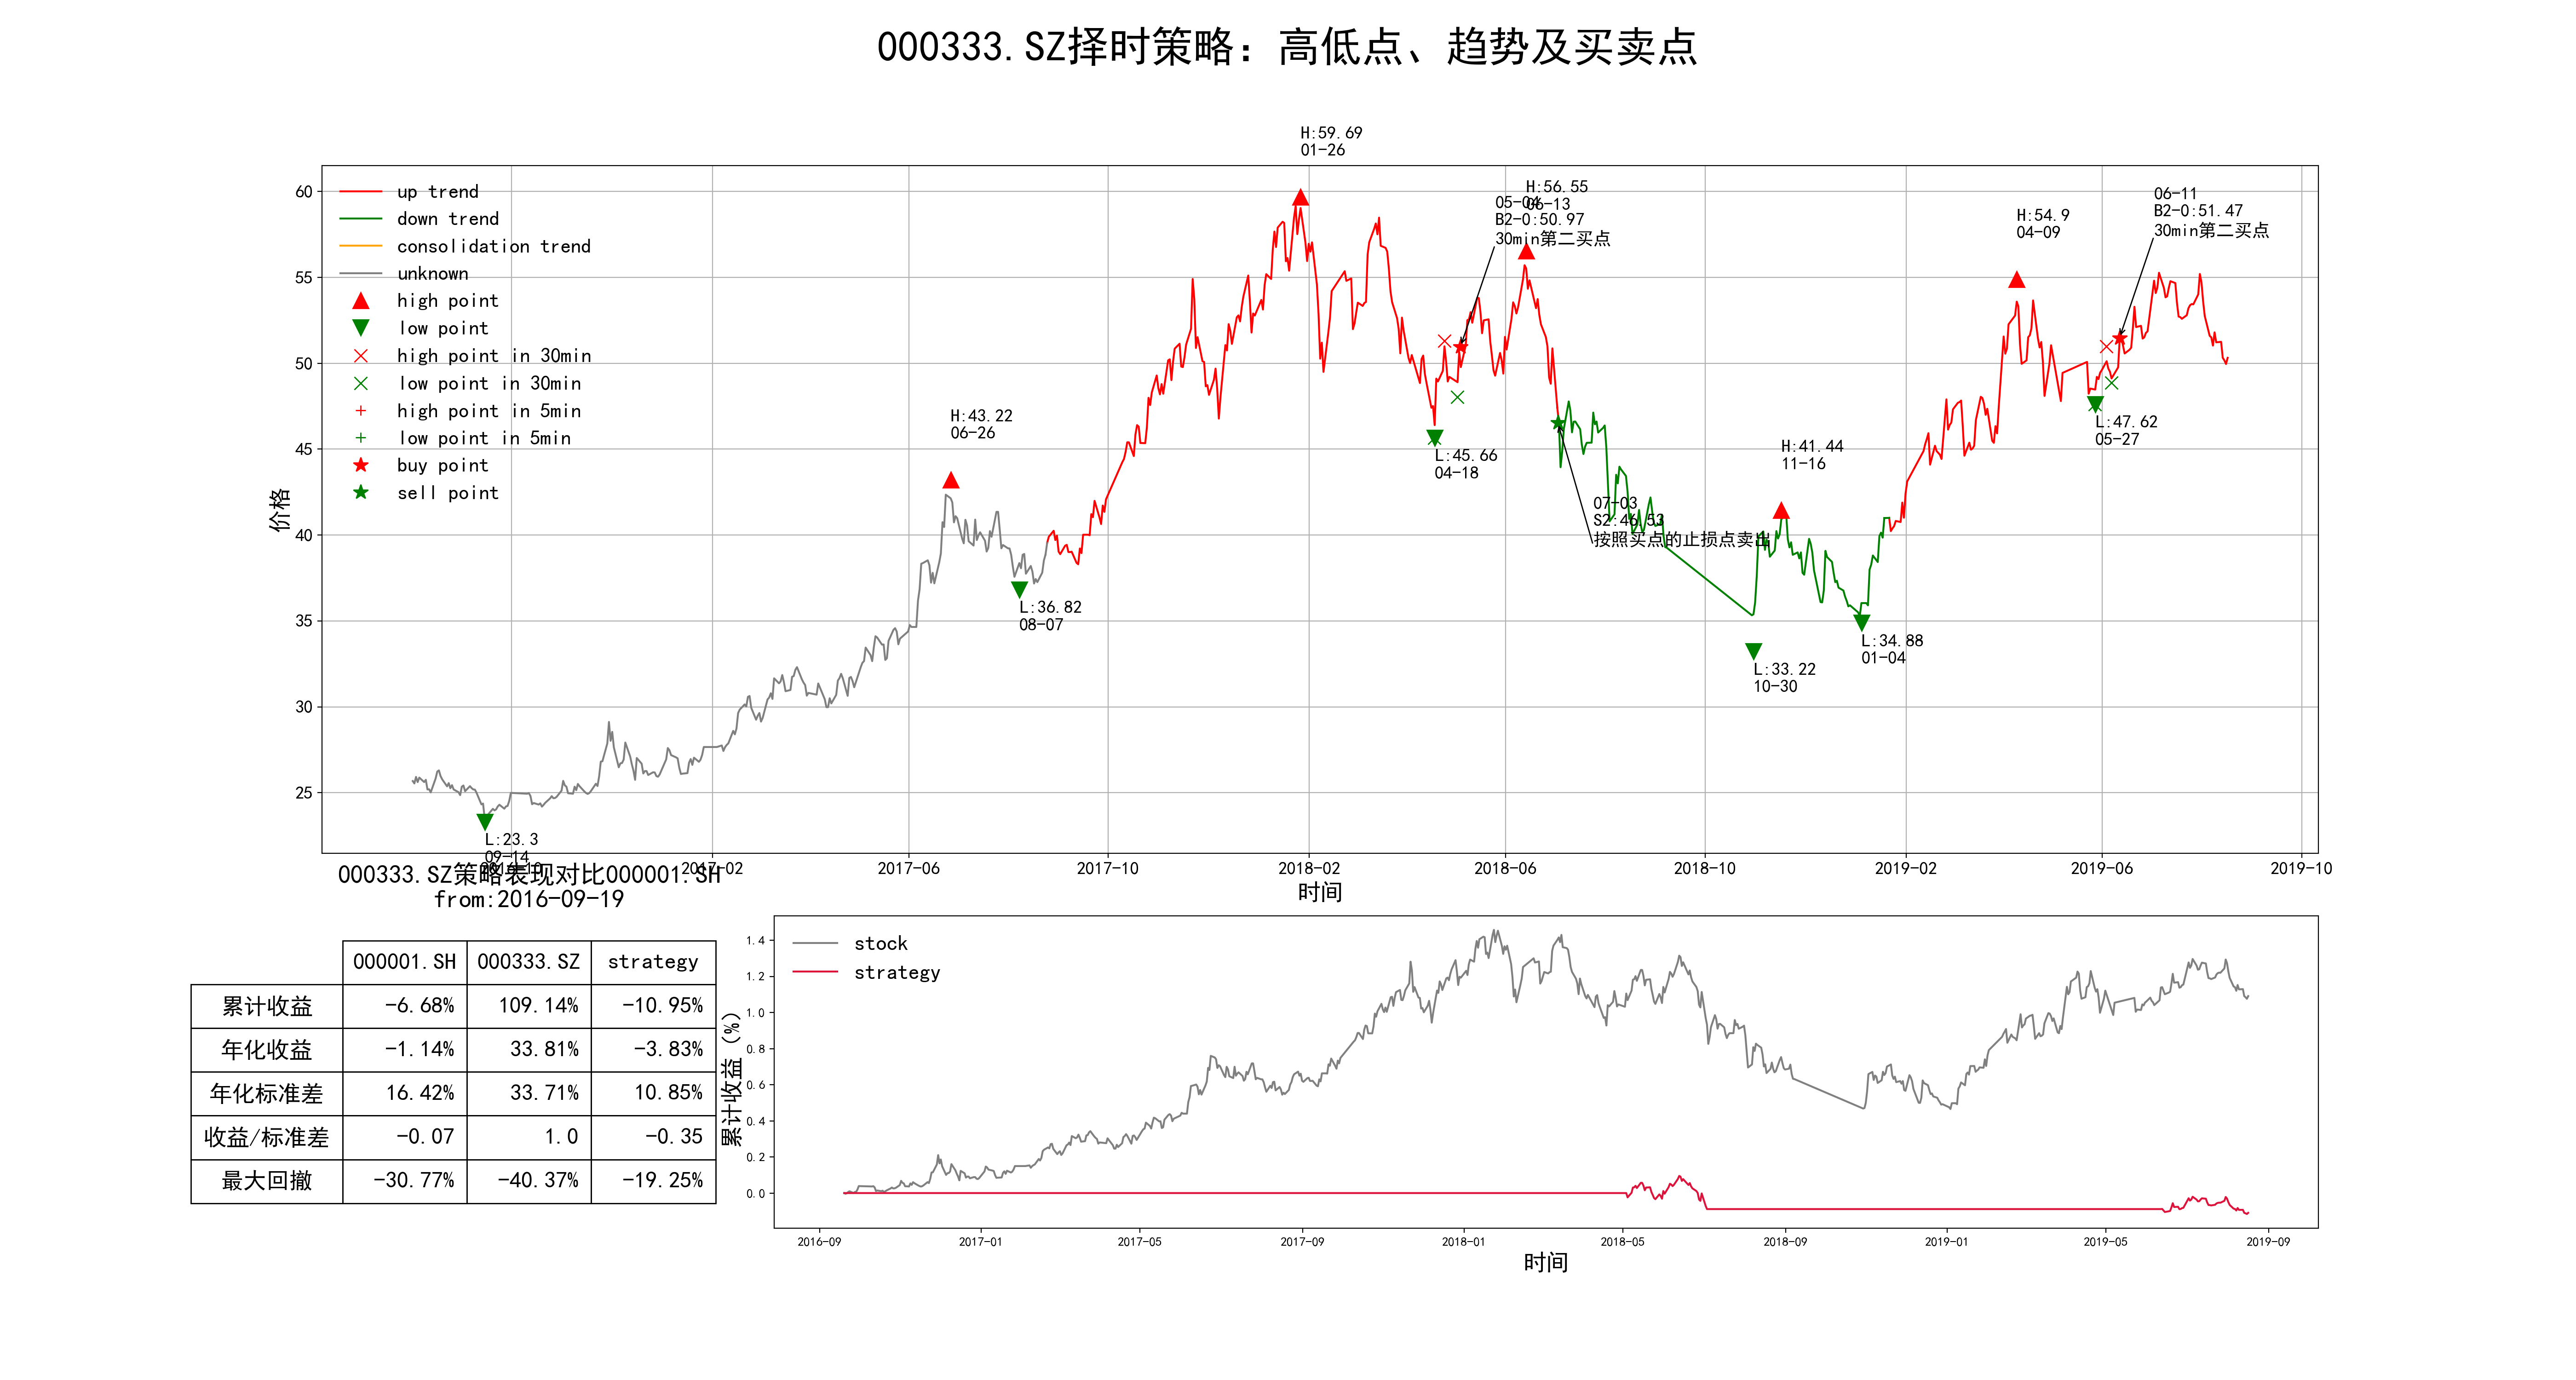 000333.SZ择时策略：高低点、趋势及买卖点
H:59.69
01-26
up trend
down trend
consolidation trend
unknown
high point
low point
high point in 30min
low point in 30min
high point in 5min
low point in 5min
buy point
sell point
H:56.55
06-13
05-04
B2-0:50.97
30min第二买点
06-11
B2-0:51.47
30min第二买点
H:54.9
04-09
H:43.22
06-26
L:45.66
04-18
H:41.44
11-16
L:47.62
05-27
07-03
S2:46.53
按照买点的止损点卖出
L:36.82
08-07
L:34.88
01-04
L:33.22
10-30
L:23.3
09-14
价格
60
55
50
45
40
35
30
25
2016-10
2017-02
2017-06
2017-10
2018-02
2018-06
2018-10
2019-02
2019-06
2019-10
时间
000333.SZ策略表现对比000001.SH
from:2016-09-19
000001.SH 000333.SZ strategy
累计收益 -6.68% 109.14% -10.95%
年化收益 -1.14% 33.81% -3.83%
年化标准差 16.42% 33.71% 10.85%
收益/标准差 -0.07 1.0 -0.35
最大回撤 -30.77% -40.37% -19.25%
stock
strategy
累计收益（%）
1.4
1.2
1.0
0.8
0.6
0.4
0.2
0.0
2016-09
2017-01
2017-05
2017-09
2018-01
2018-05
2018-09
2019-01
2019-05
2019-09
时间